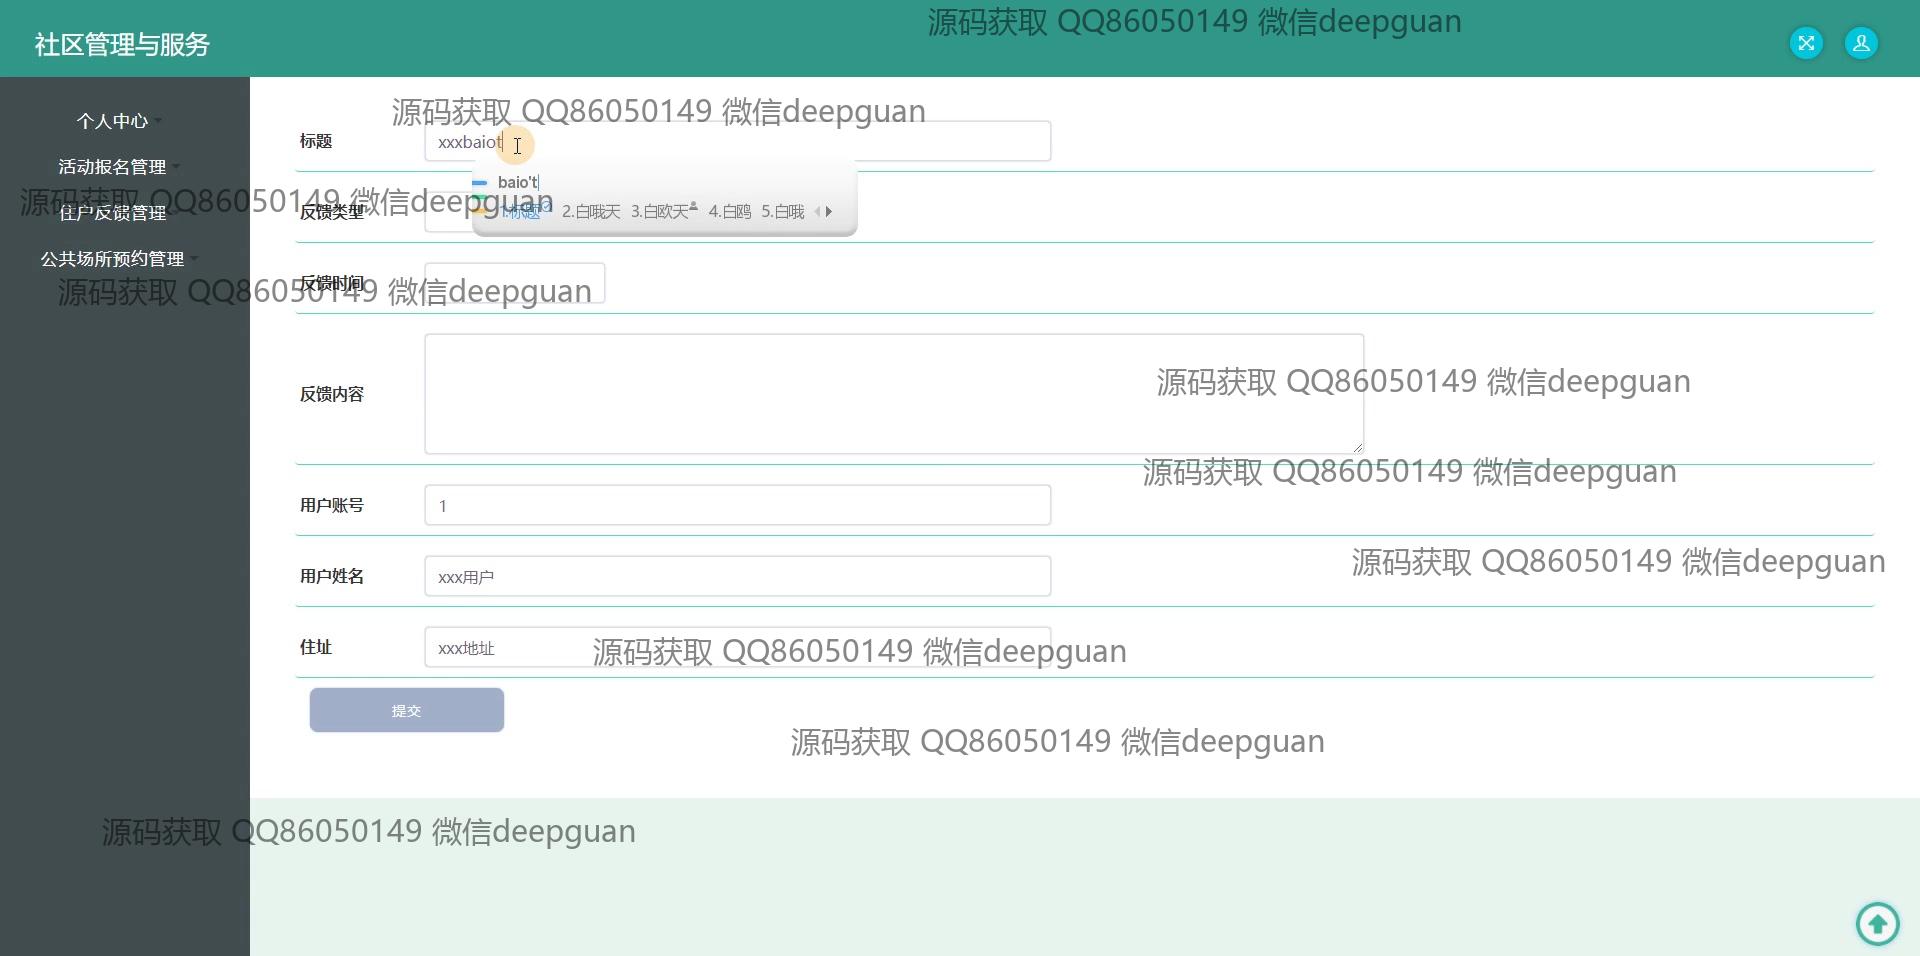 社区管理与服务
源码获取 QQ86050149 微信deepguan
个人中心
活动报名管理
住户反馈管理
公共场所预约管理
源码获取 QQ86050149 微信deepguan
标题
xxxbaiot
baio't
1.标题 2.白哦天 3.白欧天 4.白鸥 5.白哦
源码获取 QQ86050149 微信deepguan
反馈类型
反馈时间
源码获取 QQ86050149 微信deepguan
反馈内容
源码获取 QQ86050149 微信deepguan
源码获取 QQ86050149 微信deepguan
用户账号
1
源码获取 QQ86050149 微信deepguan
用户姓名
xxx用户
住址
xxx地址
源码获取 QQ86050149 微信deepguan
提交
源码获取 QQ86050149 微信deepguan
源码获取 QQ86050149 微信deepguan